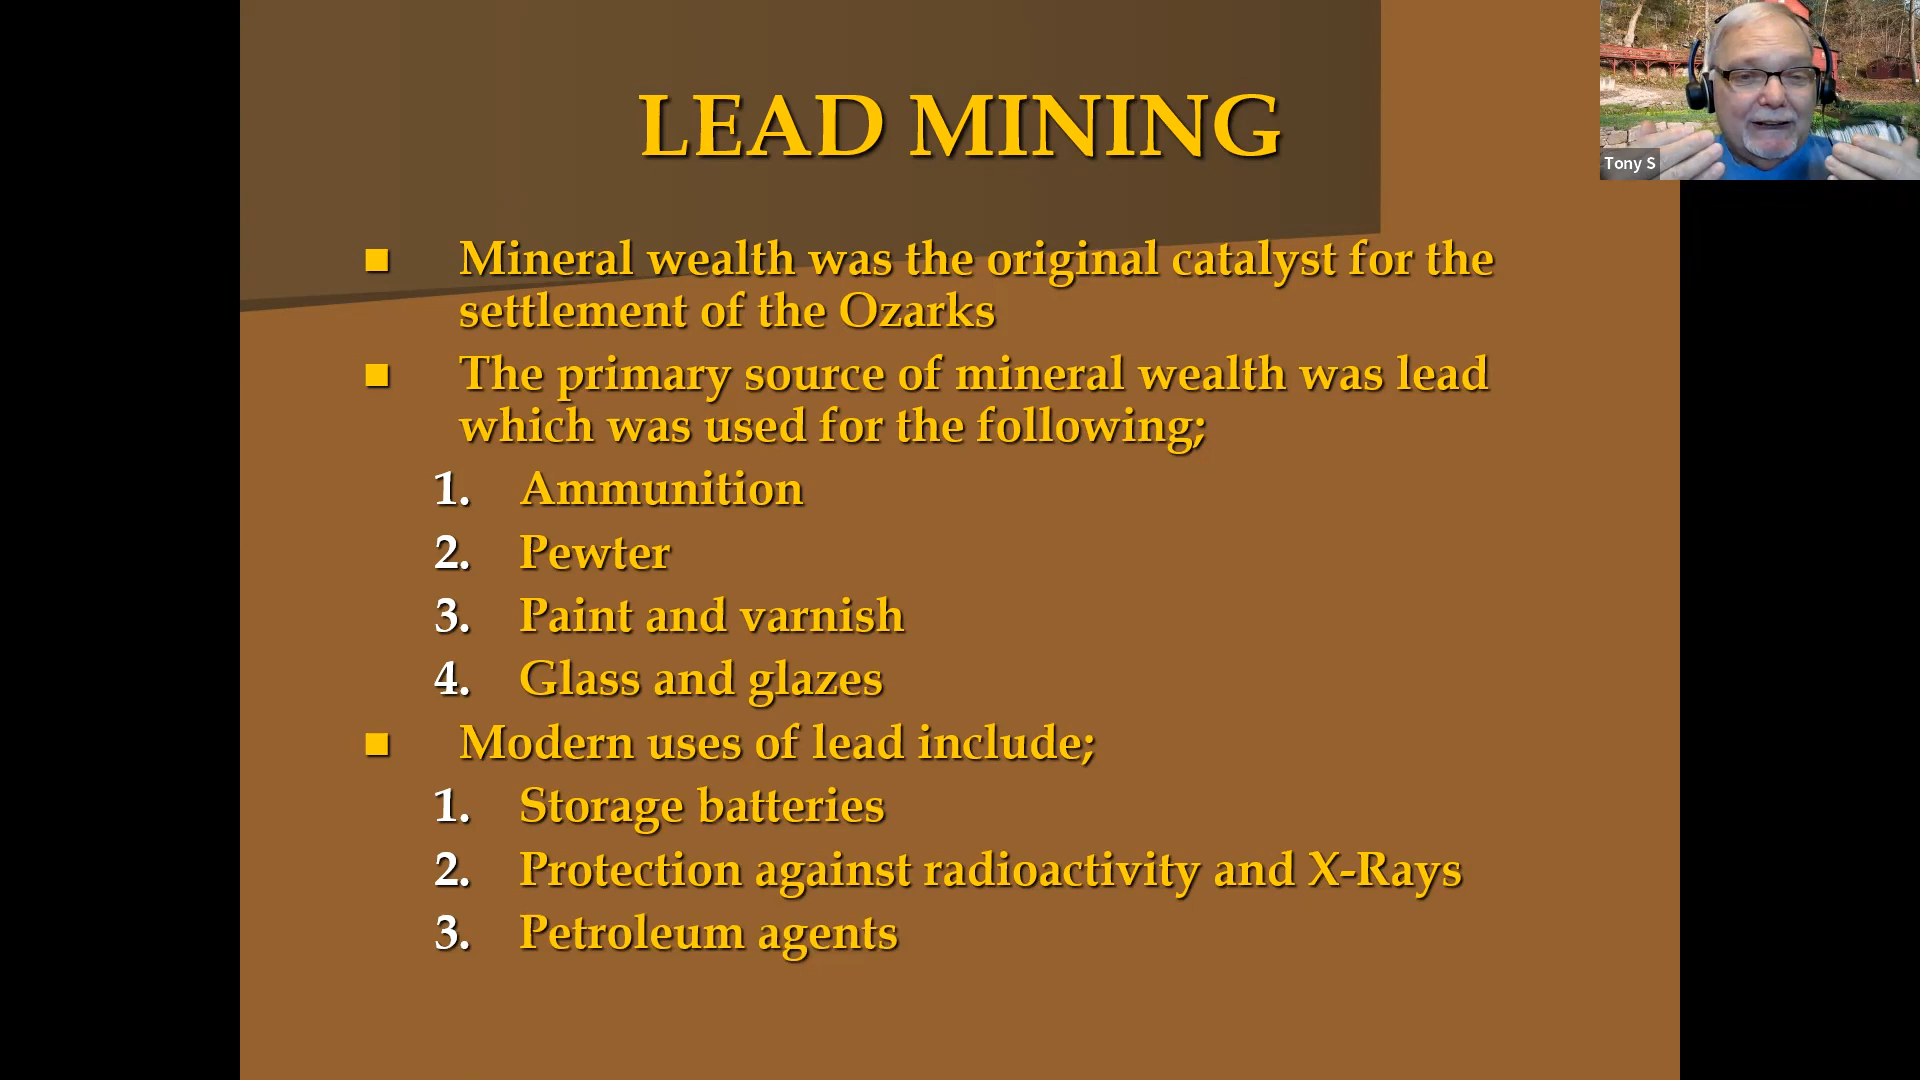 LEAD MINING
Tony S
■ Mineral wealth was the original catalyst for the
settlement of the Ozarks
■ The primary source of mineral wealth was lead
which was used for the following;
1. Ammunition
2. Pewter
3. Paint and varnish
4. Glass and glazes
■ Modern uses of lead include;
1. Storage batteries
2. Protection against radioactivity and X-Rays
3. Petroleum agents